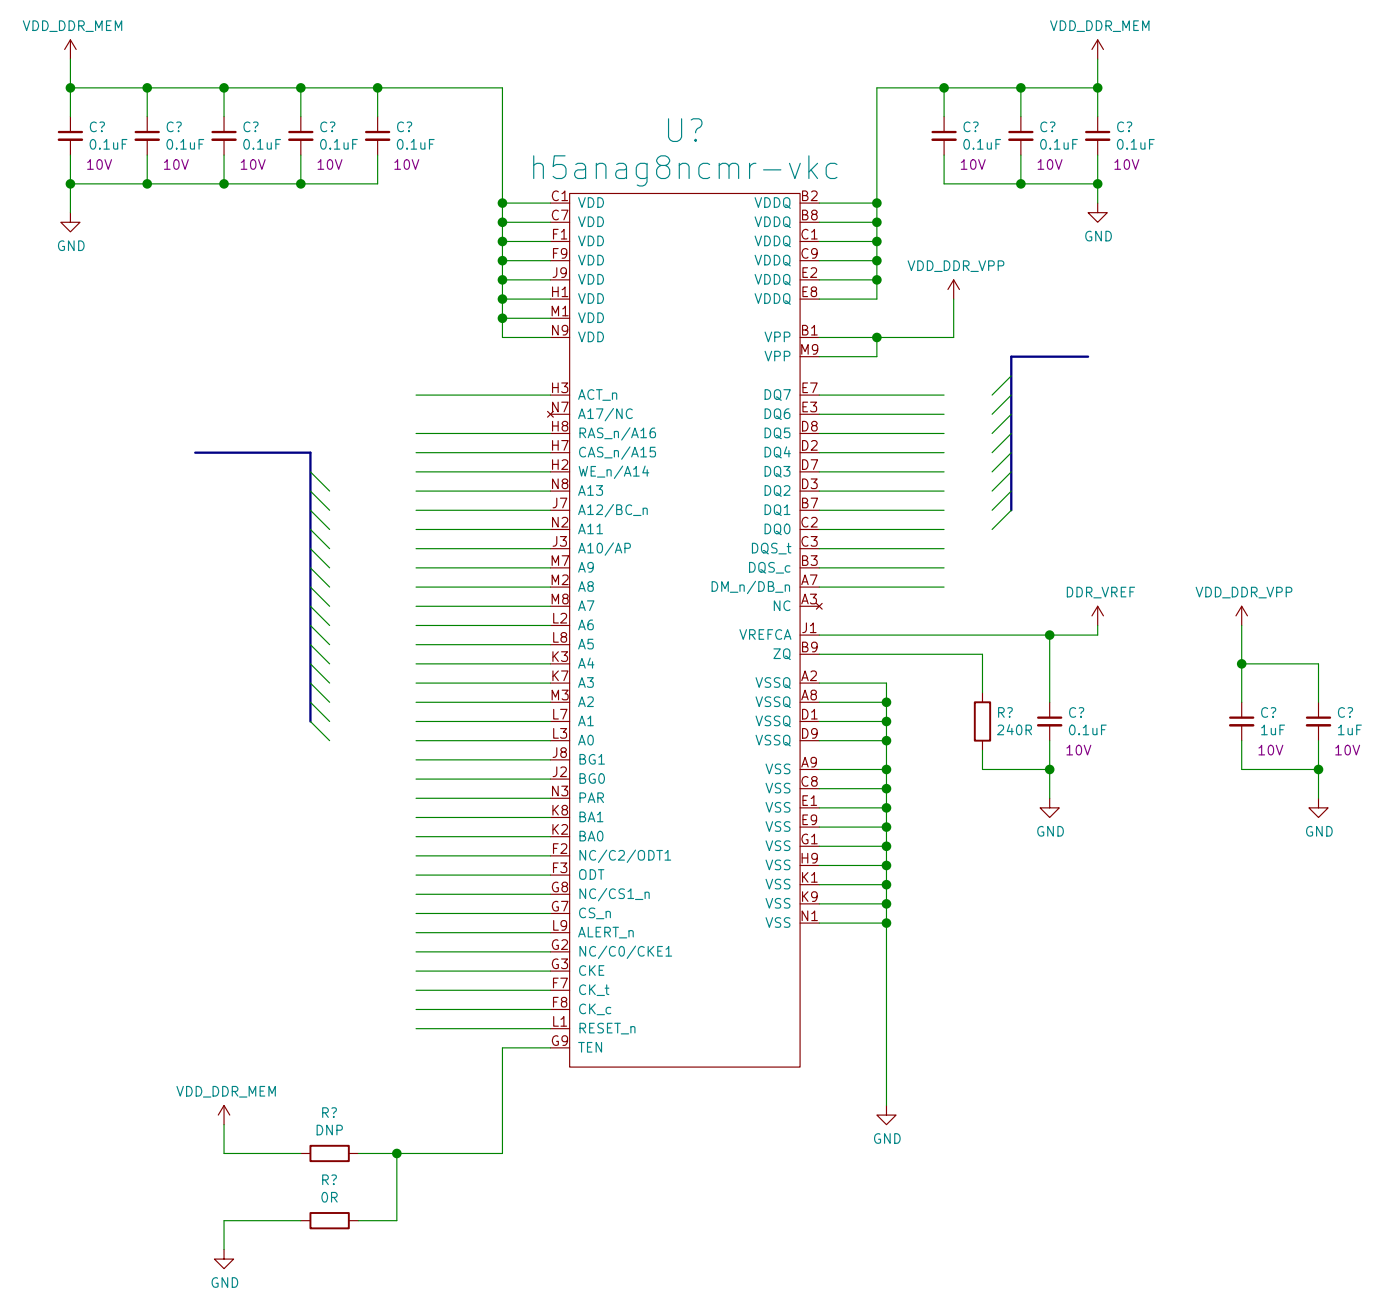 VDD_DDR_MEM
VDD_DDR_MEM
C?
0.1uF
10V
C?
0.1uF
10V
C?
0.1uF
10V
C?
0.1uF
10V
C?
0.1uF
10V
GND
U?
h5anag8ncmr-vkc
C?
0.1uF
10V
C?
0.1uF
10V
C?
0.1uF
10V
GND
VDD_DDR_VPP
C1 VDD
C7 VDD
F1 VDD
F9 VDD
J9 VDD
H1 VDD
M1 VDD
N9 VDD
H3 ACT_n
N7 A17/NC
H8 RAS_n/A16
H7 CAS_n/A15
H2 WE_n/A14
N8 A13
J7 A12/BC_n
N2 A11
J3 A10/AP
M7 A9
M2 A8
M8 A7
L2 A6
L8 A5
K3 A4
K7 A3
M3 A2
L7 A1
L3 A0
J8 BG1
J2 BG0
N3 PAR
K8 BA1
K2 BA0
F2 NC/C2/ODT1
F3 ODT
G8 NC/CS1_n
G7 CS_n
L9 ALERT_n
G2 NC/C0/CKE1
G3 CKE
F7 CK_t
F8 CK_c
L1 RESET_n
G9 TEN
VDDQ B2
VDDQ B8
VDDQ C1
VDDQ C9
VDDQ E2
VDDQ E8
VPP B1
VPP M9
DQ7 E7
DQ6 E3
DQ5 D8
DQ4 D2
DQ3 D7
DQ2 D3
DQ1 B7
DQ0 C2
DQS_t C3
DQS_c B3
DM_n/DB_n A7
NC A3
VREFCA J1
ZQ B9
VSSQ A2
VSSQ A8
VSSQ D1
VSSQ D9
VSS A9
VSS C8
VSS E1
VSS E9
VSS G1
VSS H9
VSS K1
VSS K9
VSS N1
DDR_VREF
R?
240R
C?
0.1uF
10V
GND
VDD_DDR_VPP
C?
1uF
10V
C?
1uF
10V
GND
GND
VDD_DDR_MEM
R?
DNP
R?
0R
GND